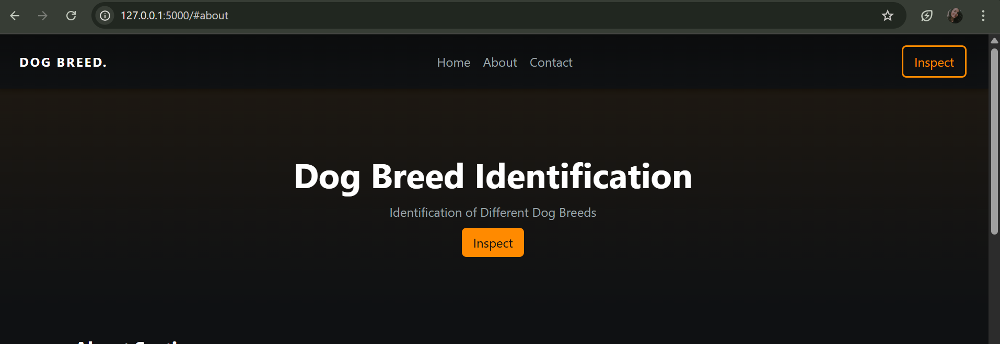 127.0.0.1:5000/#about
DOG BREED.
Home About Contact
Inspect
Dog Breed Identification
Identification of Different Dog Breeds
Inspect
About